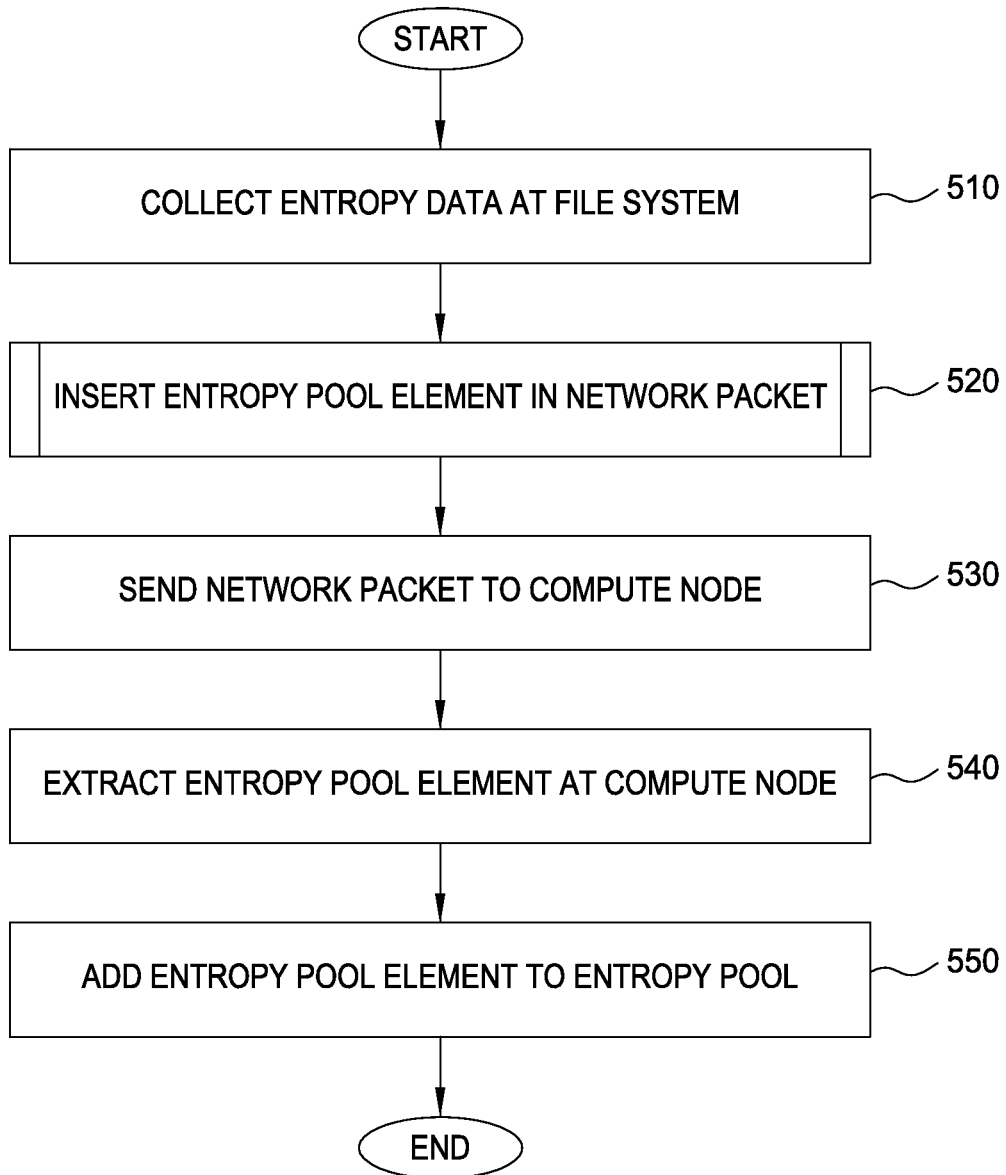 START
COLLECT ENTROPY DATA AT FILE SYSTEM
510
INSERT ENTROPY POOL ELEMENT IN NETWORK PACKET
520
SEND NETWORK PACKET TO COMPUTE NODE
530
EXTRACT ENTROPY POOL ELEMENT AT COMPUTE NODE
540
ADD ENTROPY POOL ELEMENT TO ENTROPY POOL
550
END